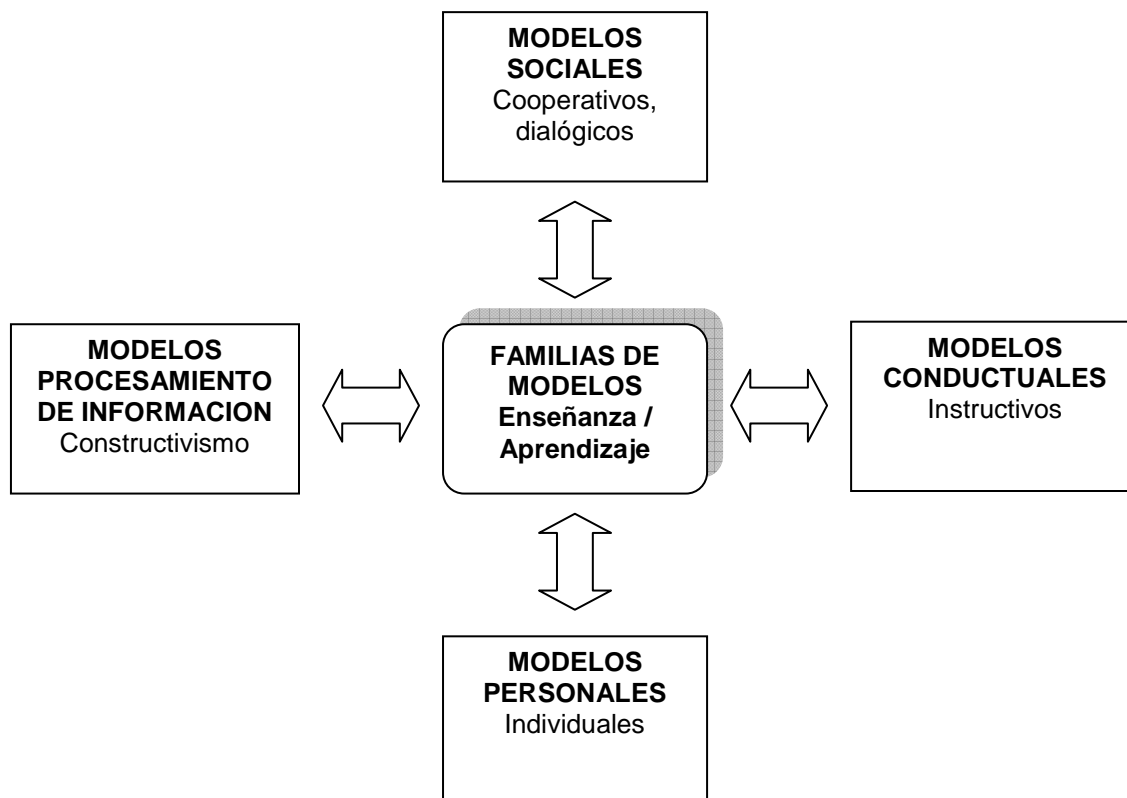 MODELOS
SOCIALES
Cooperativos,
dialógicos
MODELOS
PROCESAMIENTO
DE INFORMACION
Constructivismo
FAMILIAS DE
MODELOS
Enseñanza /
Aprendizaje
MODELOS
CONDUCTUALES
Instructivos
MODELOS
PERSONALES
Individuales